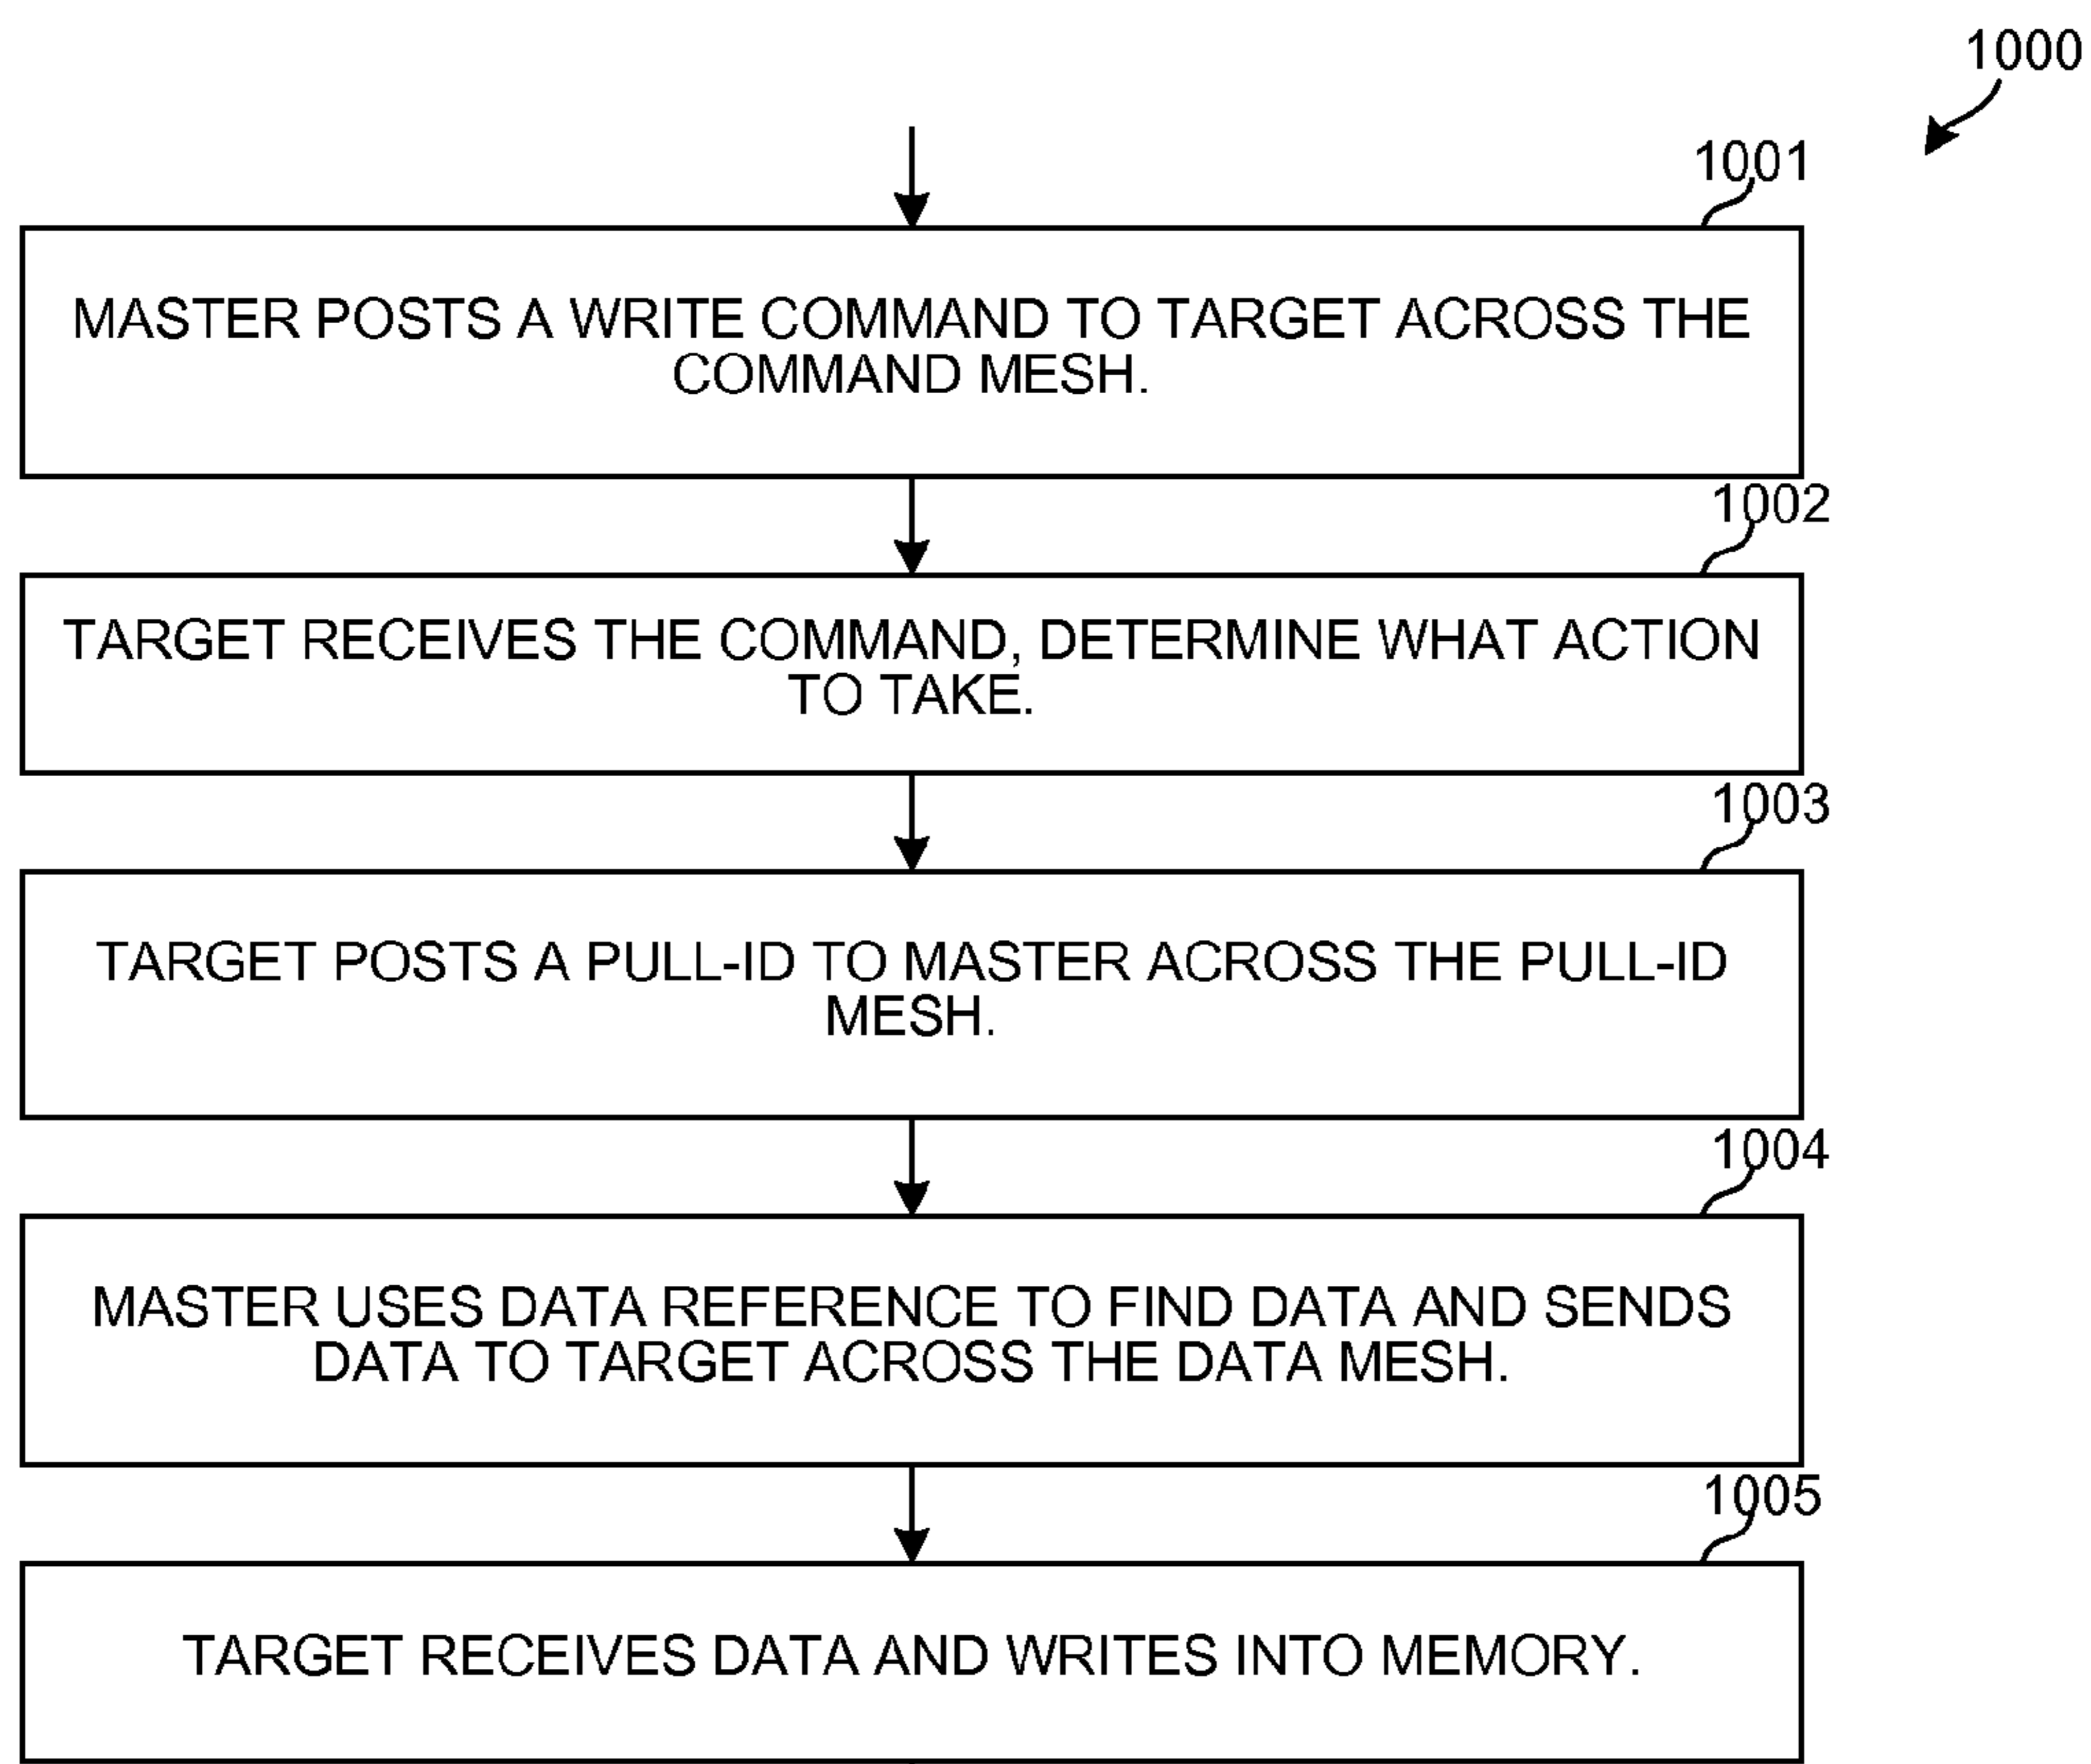 1000
1001
MASTER POSTS A WRITE COMMAND TO TARGET ACROSS THE
COMMAND MESH.
1002
TARGET RECEIVES THE COMMAND, DETERMINE WHAT ACTION
TO TAKE.
1003
TARGET POSTS A PULL-ID TO MASTER ACROSS THE PULL-ID
MESH.
1004
MASTER USES DATA REFERENCE TO FIND DATA AND SENDS
DATA TO TARGET ACROSS THE DATA MESH.
1005
TARGET RECEIVES DATA AND WRITES INTO MEMORY.